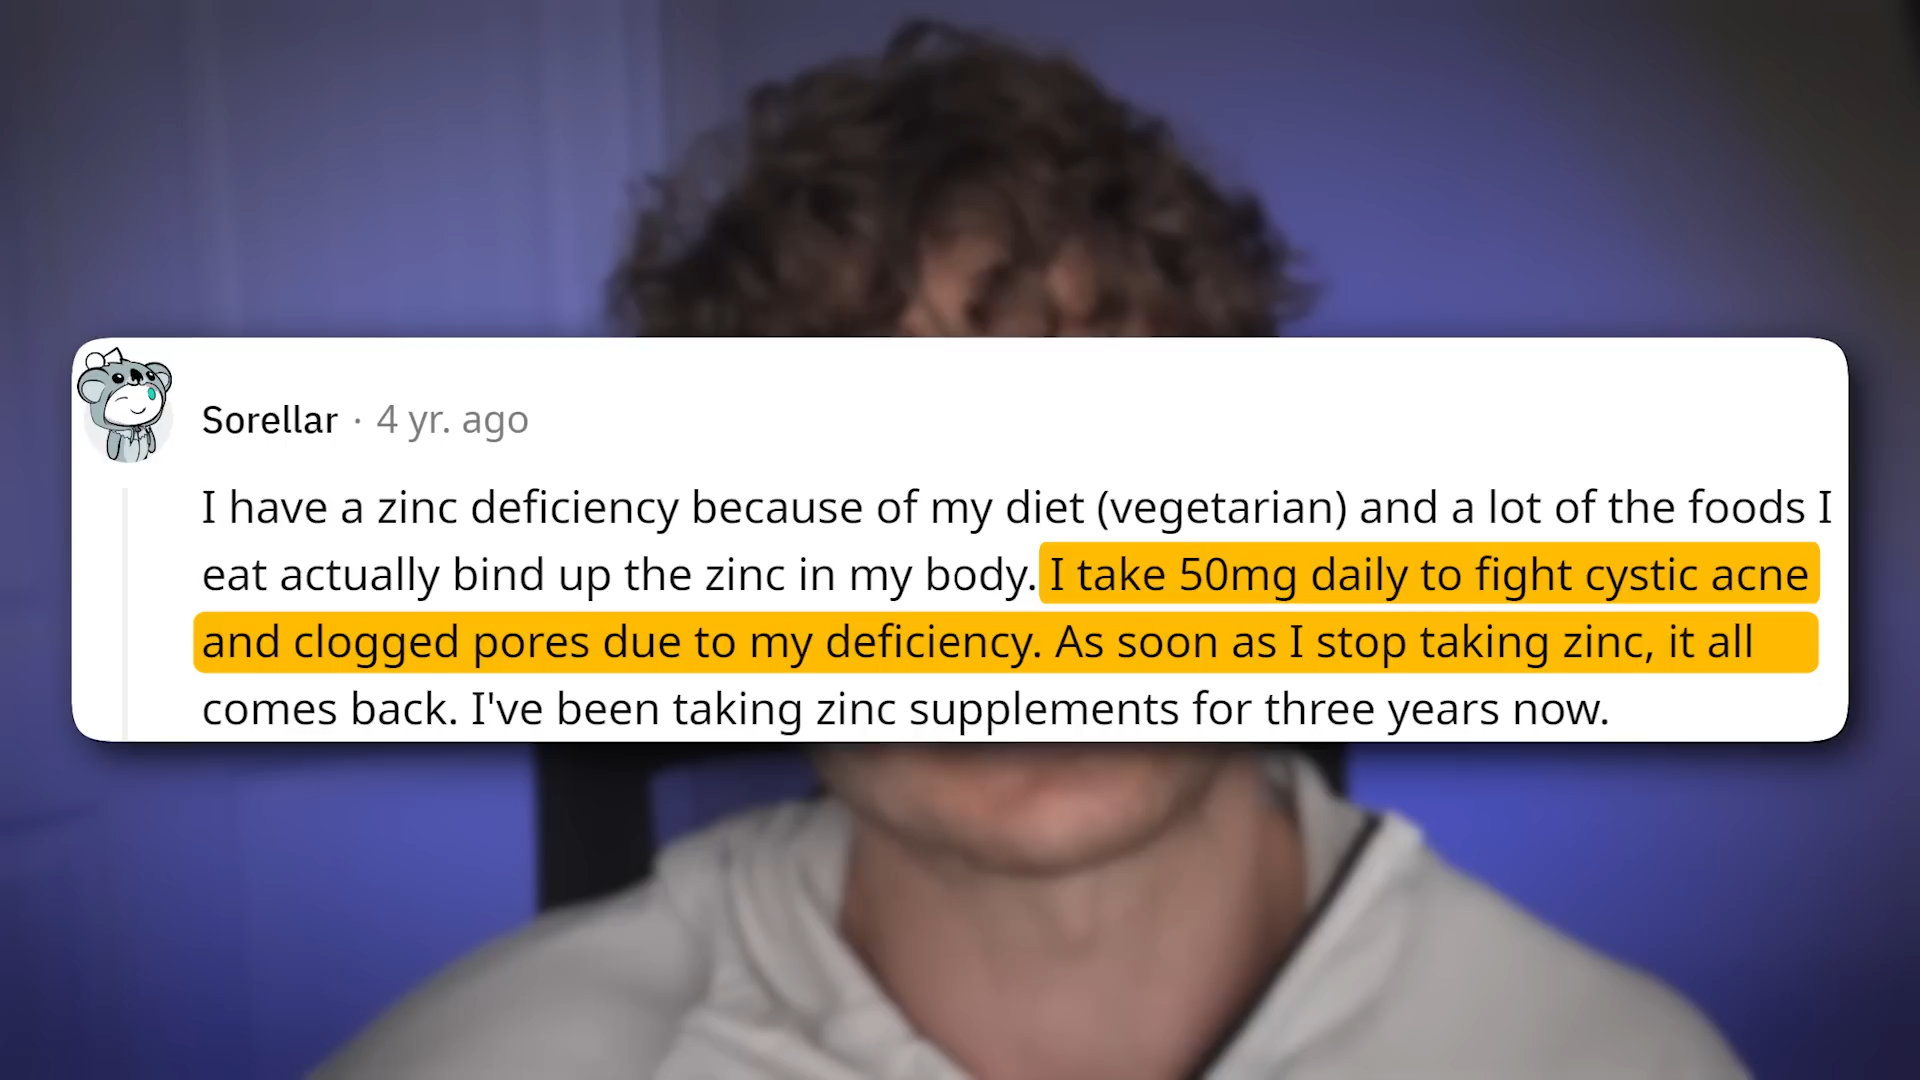 Sorellar · 4 yr. ago
I have a zinc deficiency because of my diet (vegetarian) and a lot of the foods I
eat actually bind up the zinc in my body. I take 50mg daily to fight cystic acne
and clogged pores due to my deficiency. As soon as I stop taking zinc, it all
comes back. I've been taking zinc supplements for three years now.